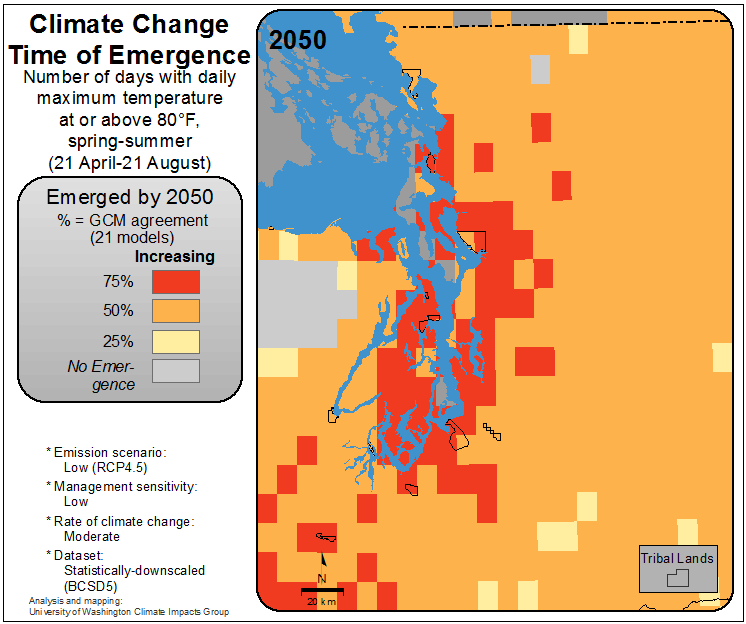 Climate Change
Time of Emergence
Number of days with daily
maximum temperature
at or above 80°F,
spring-summer
(21 April-21 August)
Emerged by 2050
% = GCM agreement
(21 models)
Increasing
75%
50%
25%
No Emer-
gence
* Emission scenario:
Low (RCP4.5)
* Management sensitivity:
Low
* Rate of climate change:
Moderate
* Dataset:
Statistically-downscaled
(BCSD5)
Analysis and mapping:
University of Washington Climate Impacts Group
2050
N
20 km
Tribal Lands